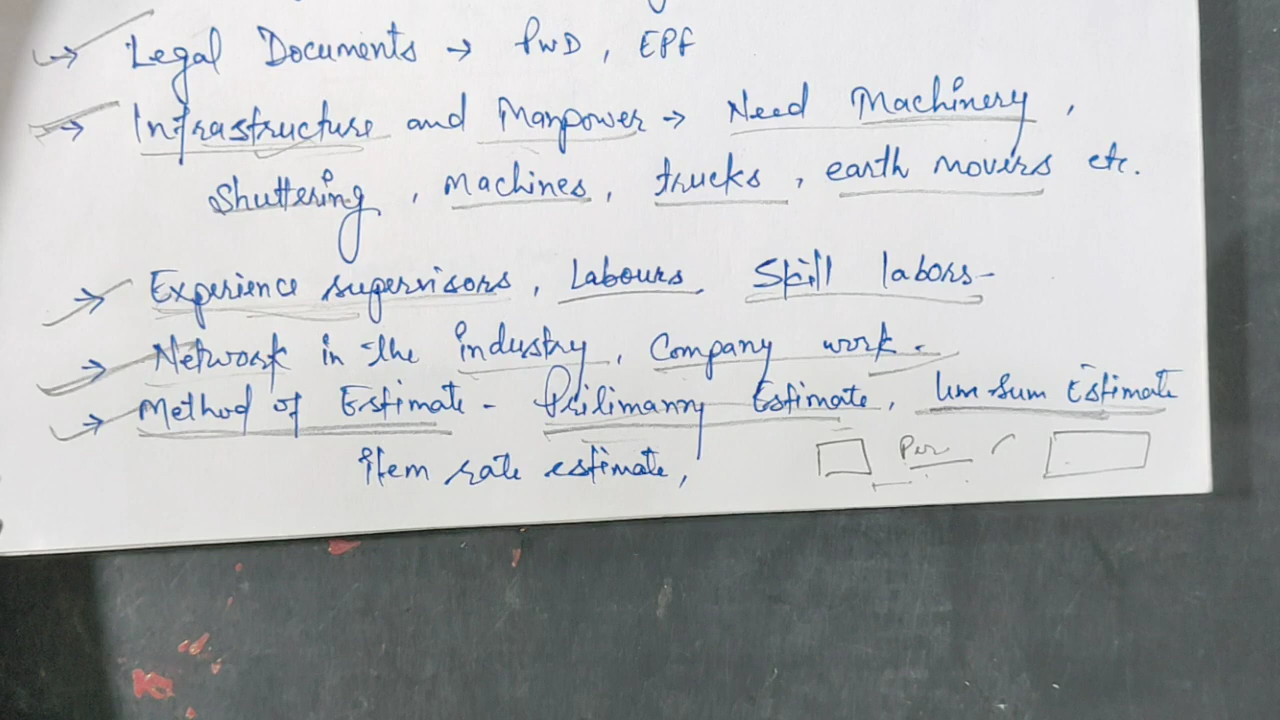 → Legal Documents → PWD, EPF
→ Infrastructure and Manpower → Need Machinery,
Shuttering, Machines, trucks, earth movers etc.
→ Experience supervisors, Labours, Skill labors-
→ Network in the industry, Company work.
→ Method of Estimate - Prilimanry Estimate, lum sum Estimate
item rate estimate,
Per